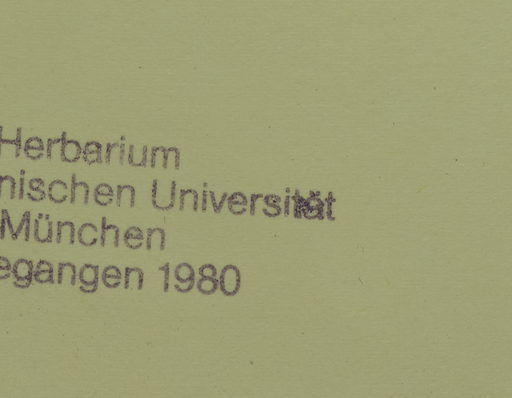 Herbarium
nischen Universität
München
egangen 1980